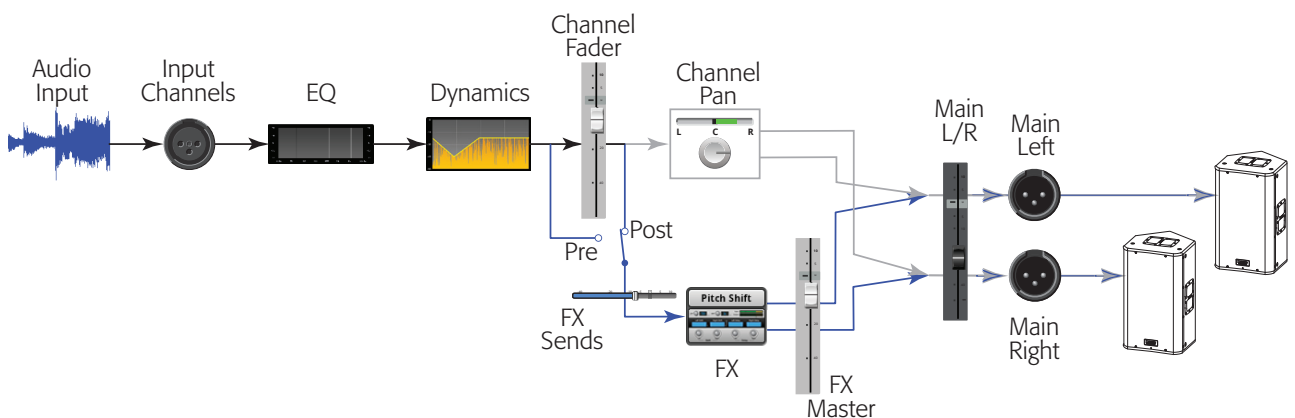 Audio
Input
Input
Channels
EQ
Dynamics
Channel
Fader
Channel
Pan
L C R
Main
L/R
Main
Left
Pre
Post
FX
Sends
Pitch Shift
FX
FX
Master
Main
Right